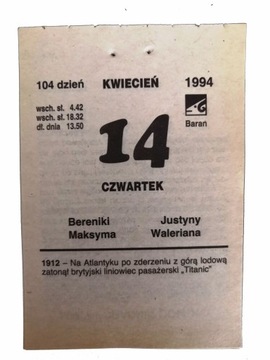 104 dzień KWIECIEŃ 1994
wsch. sł. 4.42
wsch. sł. 18.32
dł. dnia 13.50
Baran
14
CZWARTEK
Bereniki Justyny
Maksyma Waleriana
1912 – Na Atlantyku po zderzeniu z górą lodową
zatonął brytyjski liniowiec pasażerski „Titanic"